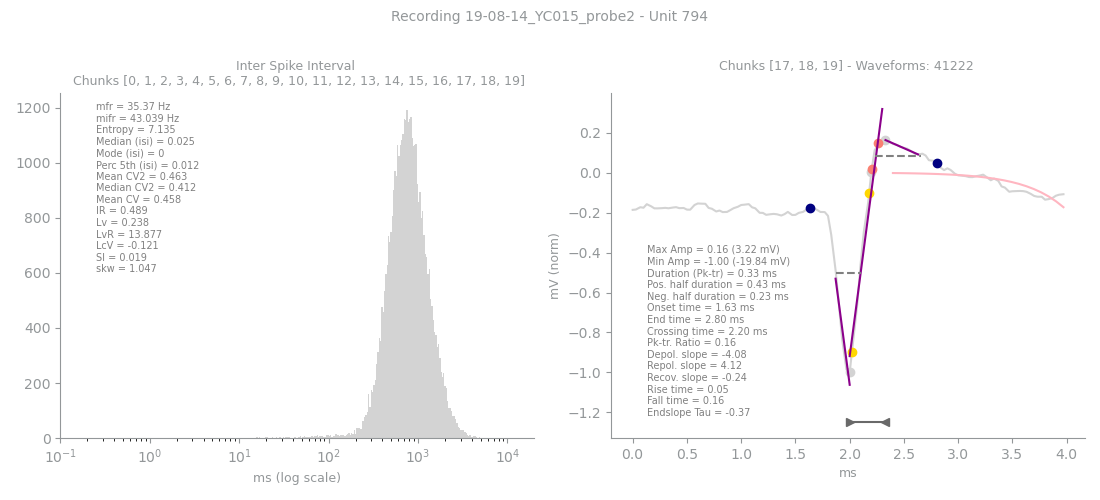 Recording 19-08-14_YC015_probe2 - Unit 794
Inter Spike Interval
Chunks [0, 1, 2, 3, 4, 5, 6, 7, 8, 9, 10, 11, 12, 13, 14, 15, 16, 17, 18, 19]
1200
1000
800
600
400
200
0
mfr = 35.37 Hz
mifr = 43.039 Hz
Entropy = 7.135
Median (isi) = 0.025
Mode (isi) = 0
Perc 5th (isi) = 0.012
Mean CV2 = 0.463
Median CV2 = 0.412
Mean CV = 0.458
IR = 0.489
Lv = 0.238
LvR = 13.877
LcV = -0.121
SI = 0.019
skw = 1.047
10⁻¹ 10⁰ 10¹ 10² 10³ 10⁴
ms (log scale)
Chunks [17, 18, 19] - Waveforms: 41222
mV (norm)
0.2
0.0
−0.2
−0.4
−0.6
−0.8
−1.0
−1.2
Max Amp = 0.16 (3.22 mV)
Min Amp = -1.00 (-19.84 mV)
Duration (Pk-tr) = 0.33 ms
Pos. half duration = 0.43 ms
Neg. half duration = 0.23 ms
Onset time = 1.63 ms
End time = 2.80 ms
Crossing time = 2.20 ms
Pk-tr. Ratio = 0.16
Depol. slope = -4.08
Repol. slope = 4.12
Recov. slope = -0.24
Rise time = 0.05
Fall time = 0.16
Endslope Tau = -0.37
0.0 0.5 1.0 1.5 2.0 2.5 3.0 3.5 4.0
ms